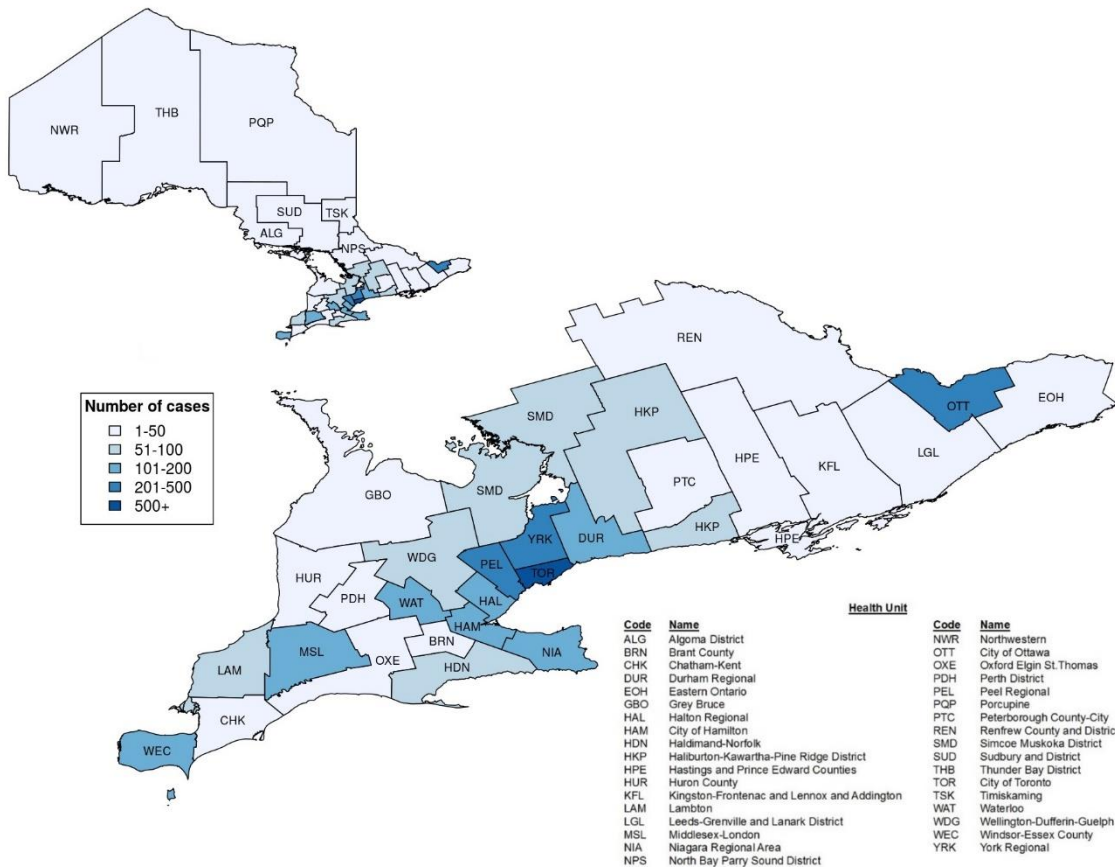 NWR
THB
PQP
SUD
TSK
ALG
NPS
Number of cases
1-50
51-100
101-200
201-500
500+
REN
SMD
HKP
OTT
EOH
LGL
HPE
KFL
PTC
GBO
SMD
HKP
HPE
YRK
DUR
WDG
PEL
TOR
HUR
PDH
WAT
HAL
HAM
BRN
NIA
MSL
OXE
HDN
LAM
CHK
WEC
Health Unit
Code Name Code Name
ALG Algoma District NWR Northwestern
BRN Brant County OTT City of Ottawa
CHK Chatham-Kent OXE Oxford Elgin St.Thomas
DUR Durham Regional PDH Perth District
EOH Eastern Ontario PEL Peel Regional
GBO Grey Bruce PQP Porcupine
HAL Halton Regional PTC Peterborough County-City
HAM City of Hamilton REN Renfrew County and Distric
HDN Haldimand-Norfolk SMD Simcoe Muskoka District
HKP Haliburton-Kawartha-Pine Ridge District SUD Sudbury and District
HPE Hastings and Prince Edward Counties THB Thunder Bay District
HUR Huron County TOR City of Toronto
KFL Kingston-Frontenac and Lennox and Addington TSK Timiskaming
LAM Lambton WAT Waterloo
LGL Leeds-Grenville and Lanark District WDG Wellington-Dufferin-Guelph
MSL Middlesex-London WEC Windsor-Essex County
NIA Niagara Regional Area YRK York Regional
NPS North Bay Parry Sound District